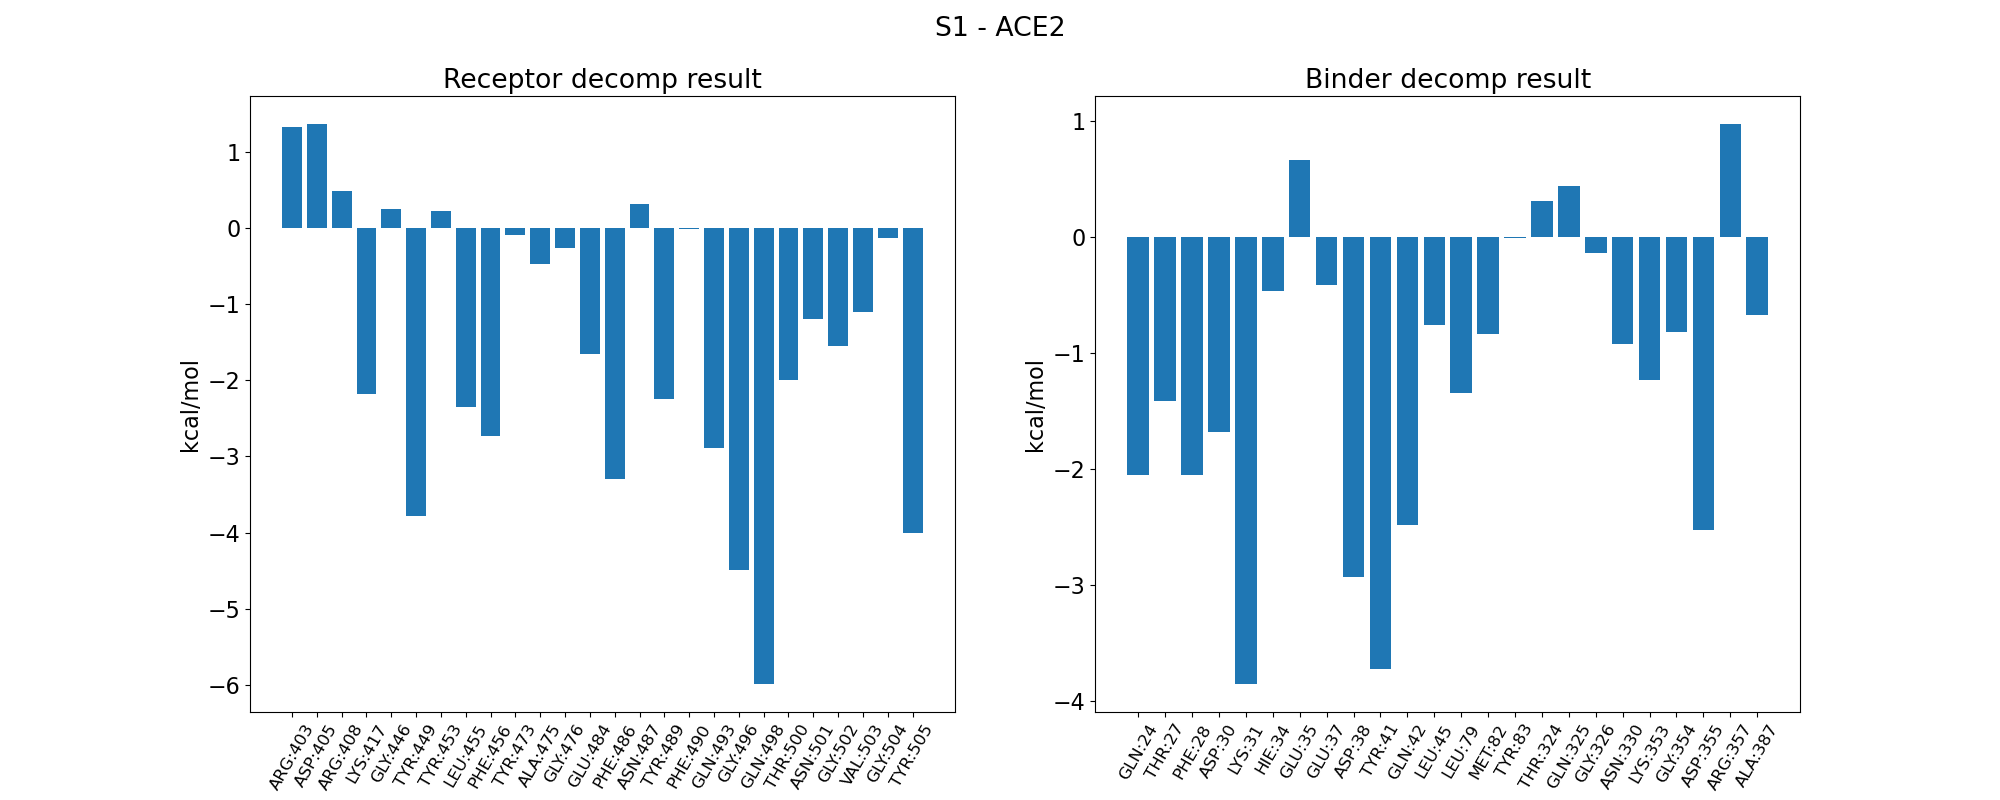 S1 - ACE2
Receptor decomp result
kcal/mol
1
0
−1
−2
−3
−4
−5
−6
ARG:403
ASP:405
ARG:408
LYS:417
GLY:446
TYR:449
TYR:453
LEU:455
PHE:456
TYR:473
ALA:475
GLY:476
GLU:484
PHE:486
ASN:487
TYR:489
PHE:490
GLN:493
GLY:496
GLN:498
THR:500
ASN:501
GLY:502
VAL:503
GLY:504
TYR:505
Binder decomp result
kcal/mol
1
0
−1
−2
−3
−4
GLN:24
THR:27
PHE:28
ASP:30
LYS:31
HIE:34
GLU:35
GLU:37
ASP:38
TYR:41
GLN:42
LEU:45
LEU:79
MET:82
TYR:83
THR:324
GLN:325
GLY:326
ASN:330
LYS:353
GLY:354
ASP:355
ARG:357
ALA:387